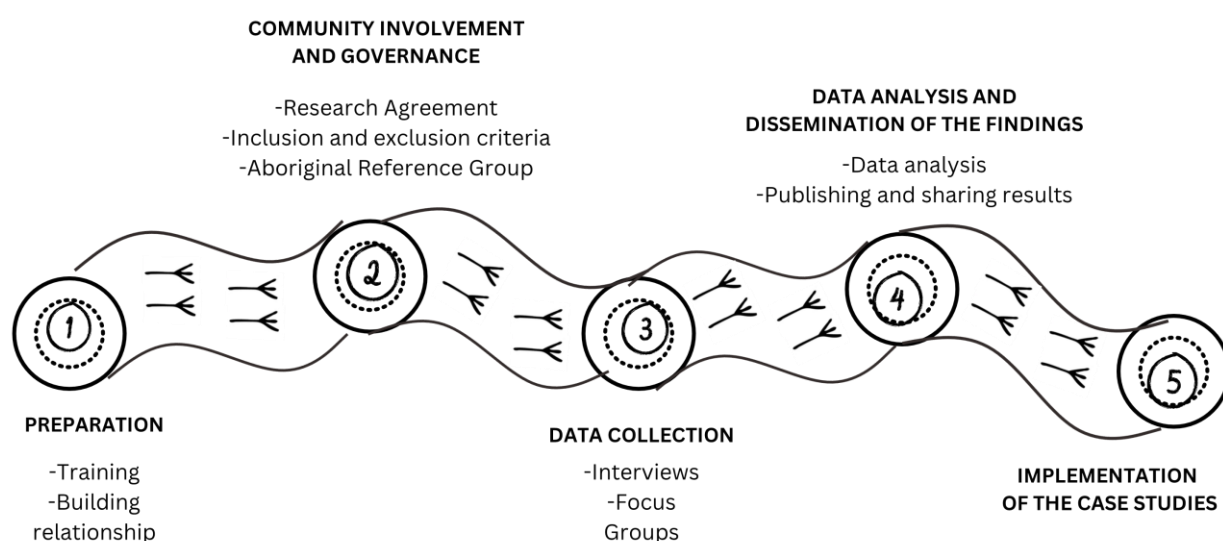 COMMUNITY INVOLVEMENT
AND GOVERNANCE
-Research Agreement
-Inclusion and exclusion criteria
-Aboriginal Reference Group
DATA ANALYSIS AND
DISSEMINATION OF THE FINDINGS
-Data analysis
-Publishing and sharing results
1
2
3
4
5
PREPARATION
-Training
-Building
relationship
DATA COLLECTION
-Interviews
-Focus
Groups
IMPLEMENTATION
OF THE CASE STUDIES